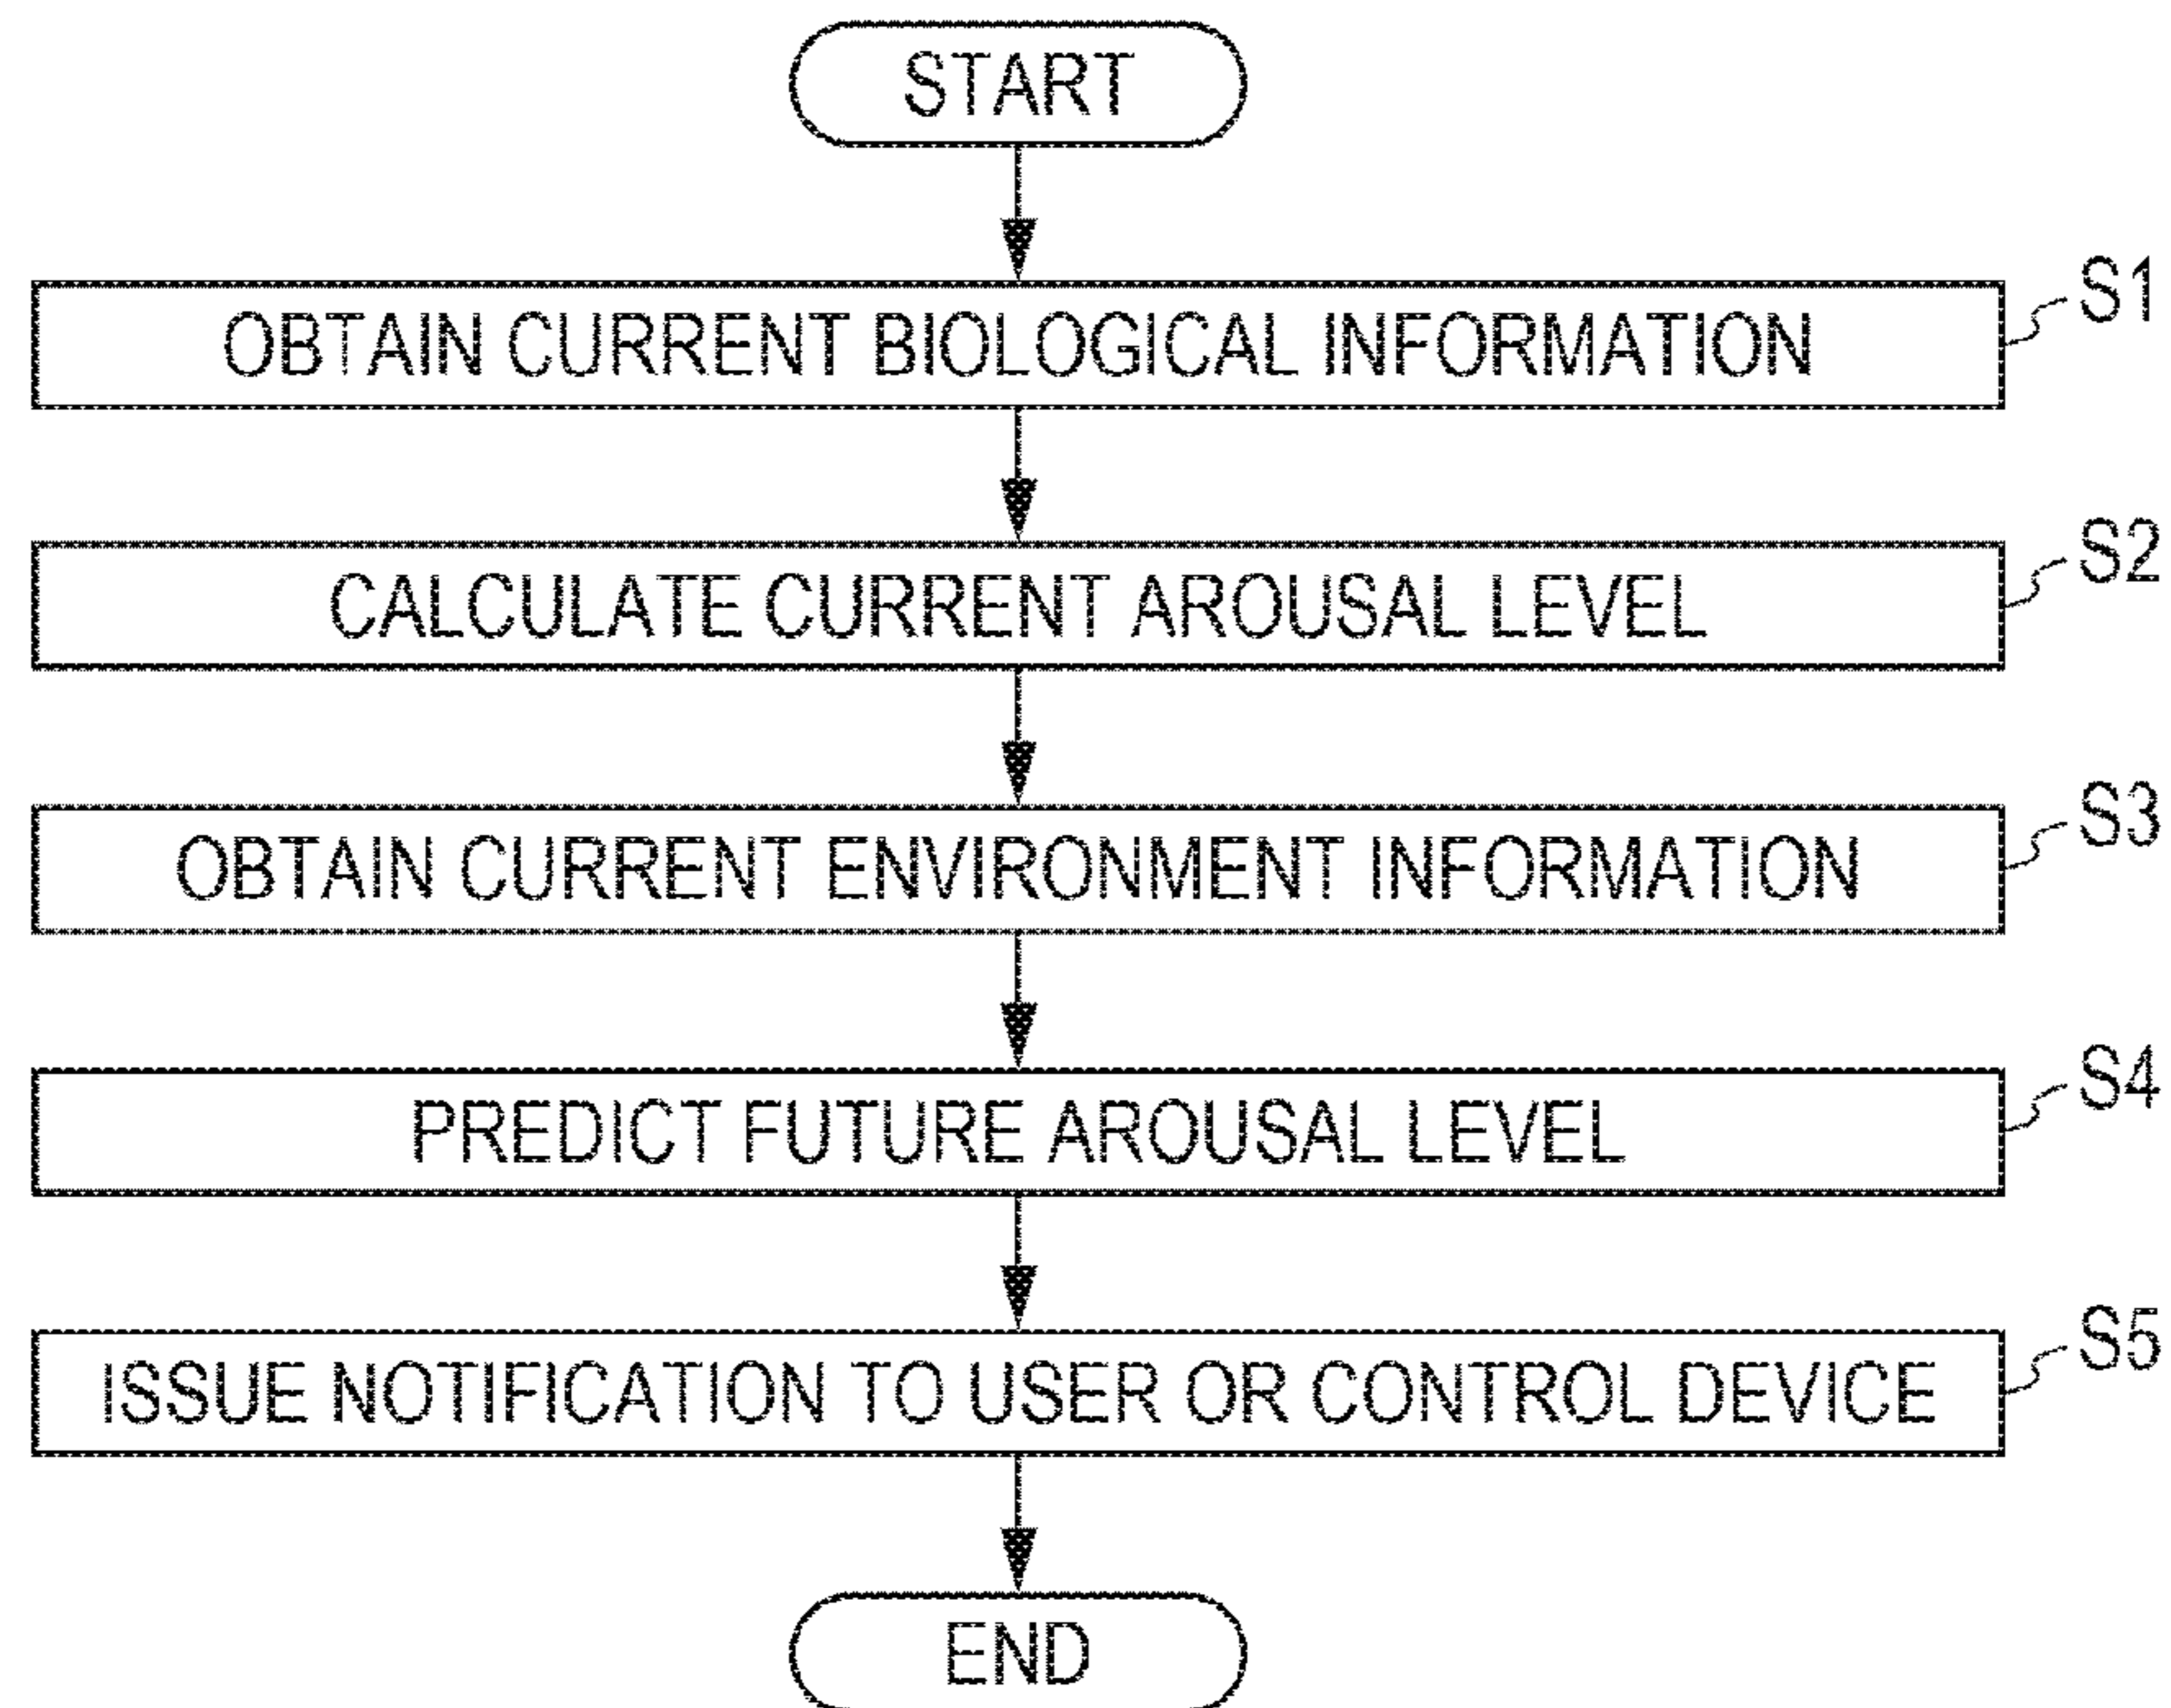 START
OBTAIN CURRENT BIOLOGICAL INFORMATION
S1
CALCULATE CURRENT AROUSAL LEVEL
S2
OBTAIN CURRENT ENVIRONMENT INFORMATION
S3
PREDICT FUTURE AROUSAL LEVEL
S4
ISSUE NOTIFICATION TO USER OR CONTROL DEVICE
S5
END